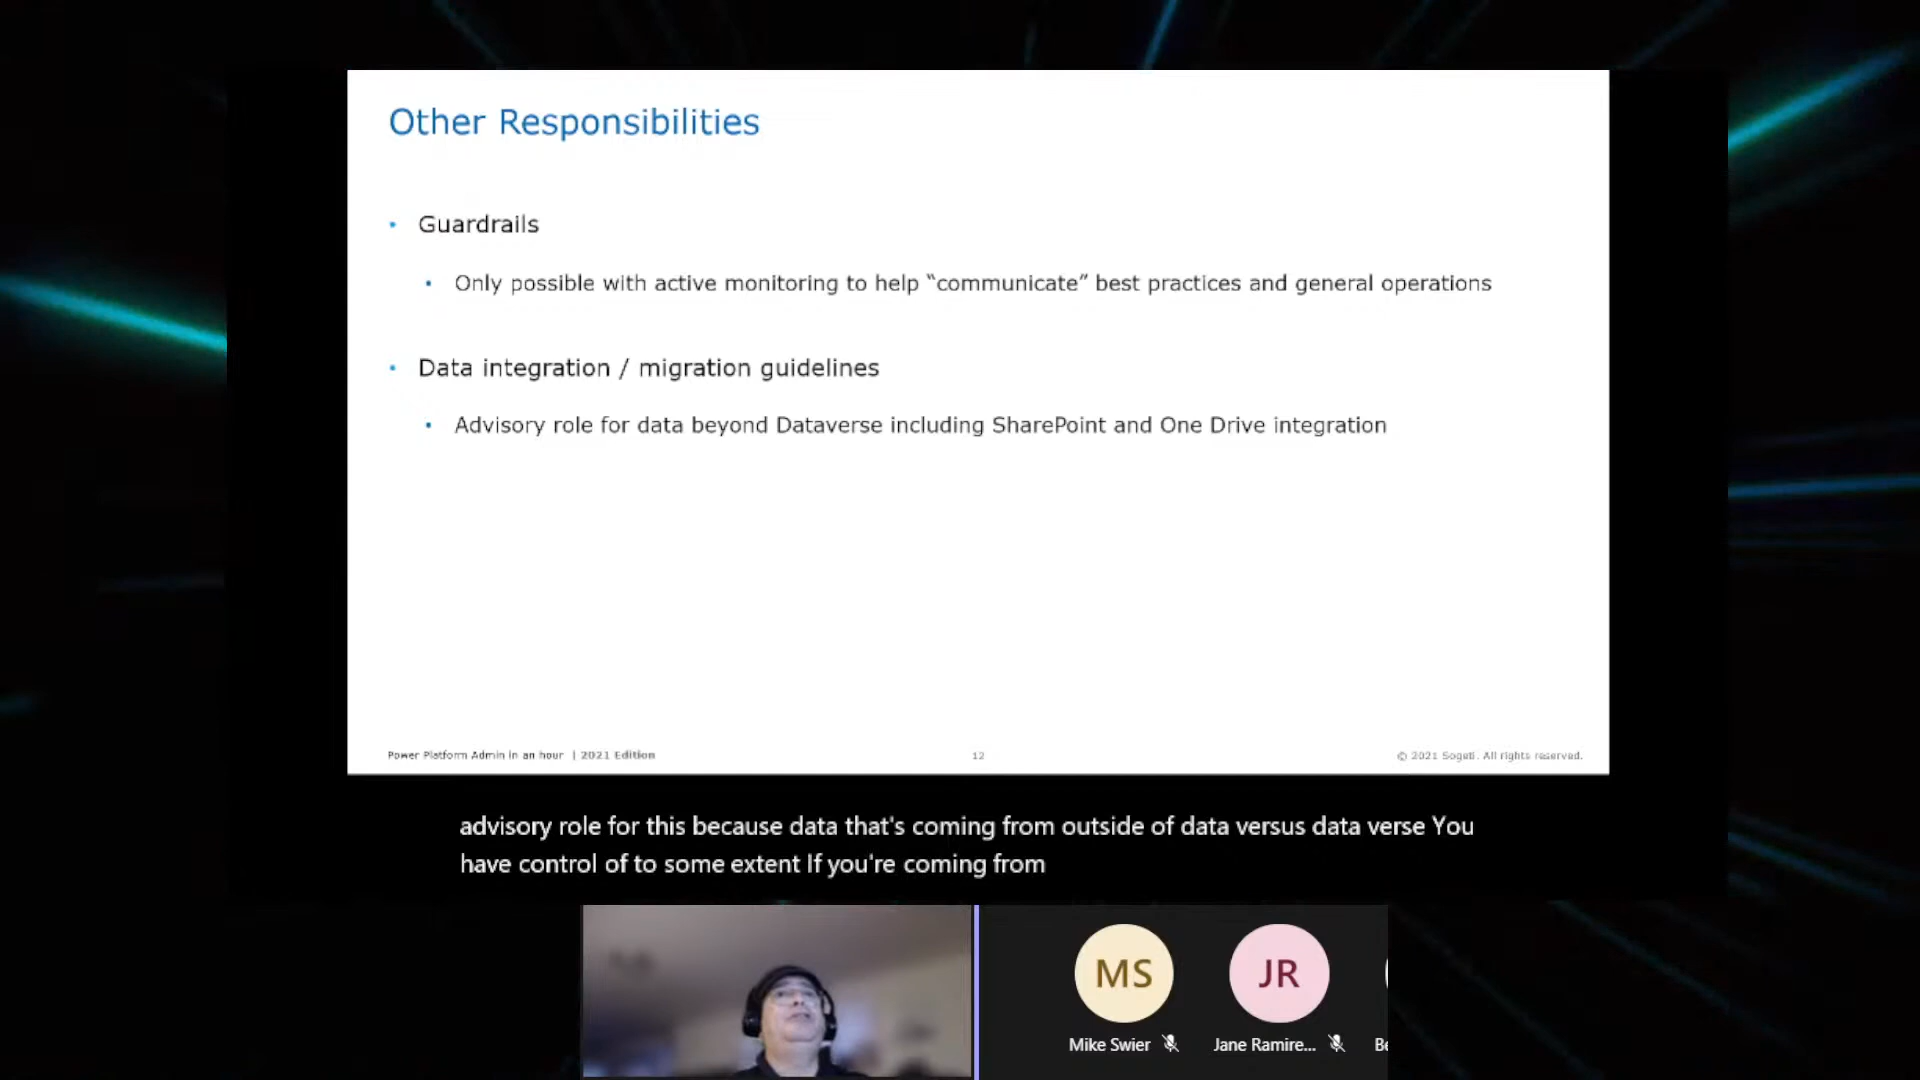 Other Responsibilities
• Guardrails
• Only possible with active monitoring to help “communicate” best practices and general operations
• Data integration / migration guidelines
• Advisory role for data beyond Dataverse including SharePoint and One Drive integration
Power Platform Admin in an hour | 2021 Edition
12
© 2021 Sogeti. All rights reserved.
advisory role for this because data that's coming from outside of data versus data verse You
have control of to some extent If you're coming from
MS
JR
Mike Swier
Jane Ramire...